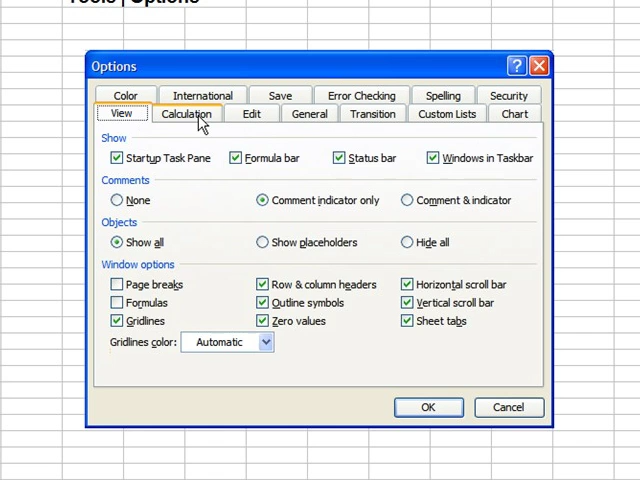 Tools | Options
Options
Color International Save Error Checking Spelling Security
View Calculation Edit General Transition Custom Lists Chart
Show
Startup Task Pane Formula bar Status bar Windows in Taskbar
Comments
None Comment indicator only Comment & indicator
Objects
Show all Show placeholders Hide all
Window options
Page breaks Row & column headers Horizontal scroll bar
Formulas Outline symbols Vertical scroll bar
Gridlines Zero values Sheet tabs
Gridlines color: Automatic
OK Cancel